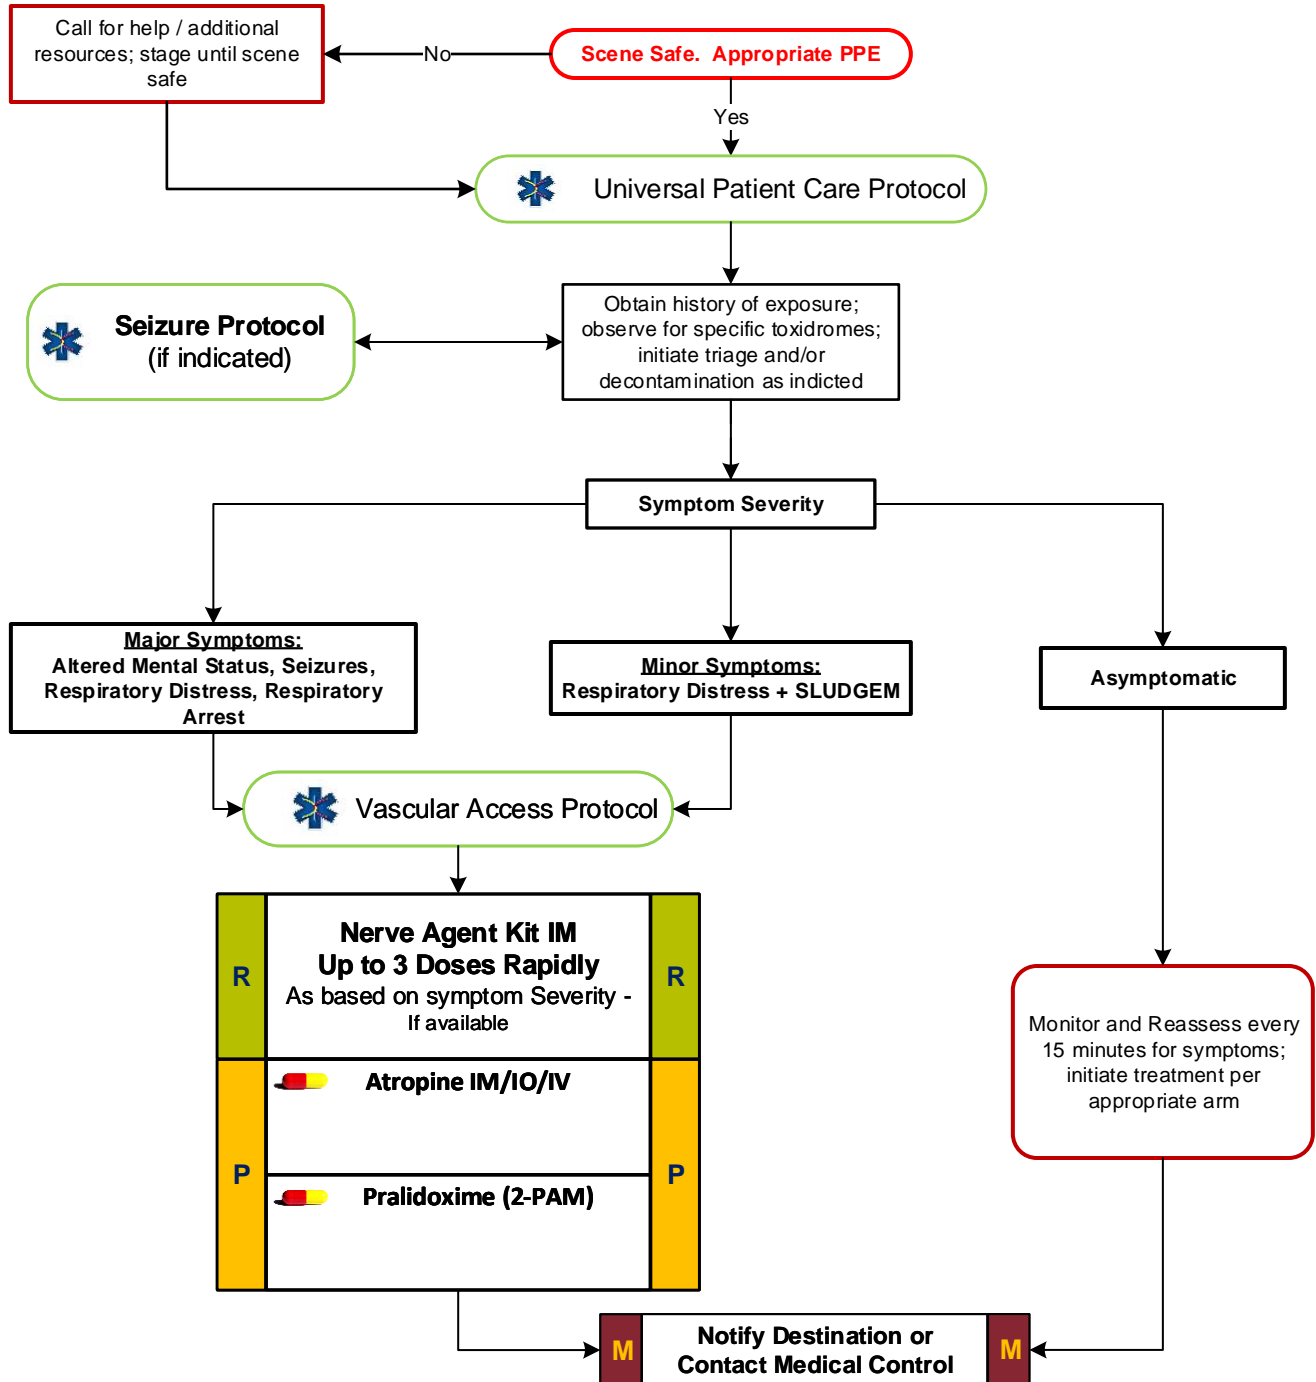 Call for help / additional
resources; stage until scene
safe
No
Scene Safe.  Appropriate PPE
Yes
Universal Patient Care Protocol
Seizure Protocol
(if indicated)
Obtain history of exposure;
observe for specific toxidromes;
initiate triage and/or
decontamination as indicted
Symptom Severity
Major Symptoms:
Altered Mental Status, Seizures,
Respiratory Distress, Respiratory
Arrest
Minor Symptoms:
Respiratory Distress + SLUDGEM
Asymptomatic
Vascular Access Protocol
R
Nerve Agent Kit IM
Up to 3 Doses Rapidly
As based on symptom Severity -
If available
R
P
Atropine IM/IO/IV
Pralidoxime (2-PAM)
P
Monitor and Reassess every
15 minutes for symptoms;
initiate treatment per
appropriate arm
M
Notify Destination or
Contact Medical Control
M